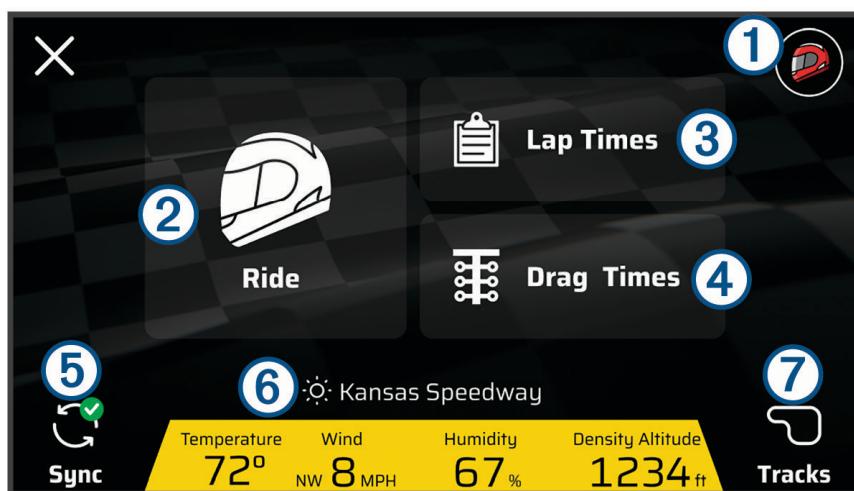 1
Lap Times 3
2
Ride
Drag Times 4
5
6 Kansas Speedway
7
Temperature Wind Humidity Density Altitude
72° NW 8 MPH 67 % 1234 ft
Sync
Tracks